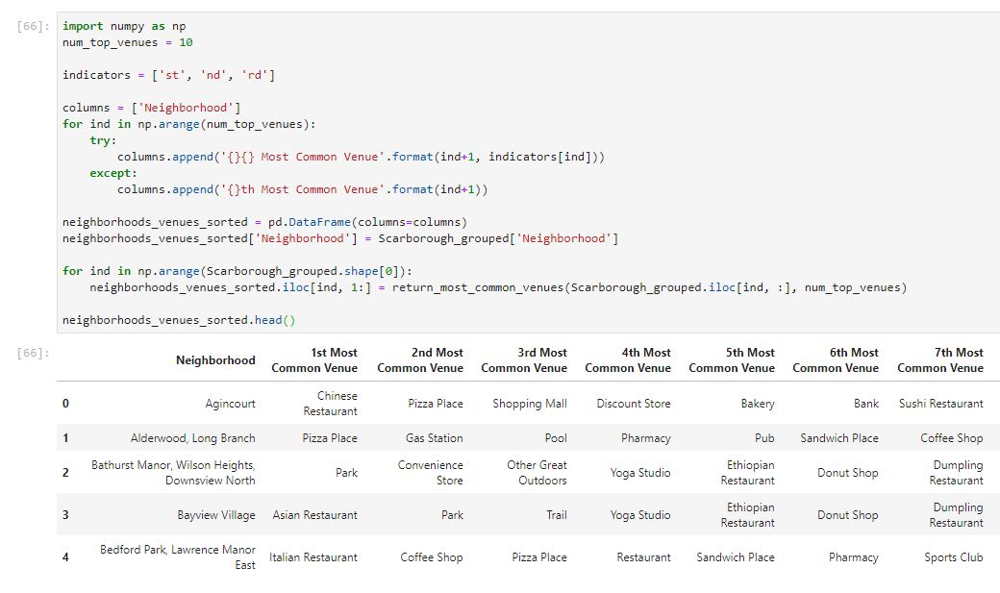 [66]: import numpy as np
num_top_venues = 10

indicators = ['st', 'nd', 'rd']

columns = ['Neighborhood']
for ind in np.arange(num_top_venues):
    try:
        columns.append('{}{} Most Common Venue'.format(ind+1, indicators[ind]))
    except:
        columns.append('{}th Most Common Venue'.format(ind+1))

neighborhoods_venues_sorted = pd.DataFrame(columns=columns)
neighborhoods_venues_sorted['Neighborhood'] = Scarborough_grouped['Neighborhood']

for ind in np.arange(Scarborough_grouped.shape[0]):
    neighborhoods_venues_sorted.iloc[ind, 1:] = return_most_common_venues(Scarborough_grouped.iloc[ind, :], num_top_venues)

neighborhoods_venues_sorted.head()
[66]:
Neighborhood 1st Most Common Venue 2nd Most Common Venue 3rd Most Common Venue 4th Most Common Venue 5th Most Common Venue 6th Most Common Venue 7th Most Common Venue
0 Agincourt Chinese Restaurant Pizza Place Shopping Mall Discount Store Bakery Bank Sushi Restaurant
1 Alderwood, Long Branch Pizza Place Gas Station Pool Pharmacy Pub Sandwich Place Coffee Shop
2 Bathurst Manor, Wilson Heights, Downsview North Park Convenience Store Other Great Outdoors Yoga Studio Ethiopian Restaurant Donut Shop Dumpling Restaurant
3 Bayview Village Asian Restaurant Park Trail Yoga Studio Ethiopian Restaurant Donut Shop Dumpling Restaurant
4 Bedford Park, Lawrence Manor East Italian Restaurant Coffee Shop Pizza Place Restaurant Sandwich Place Pharmacy Sports Club